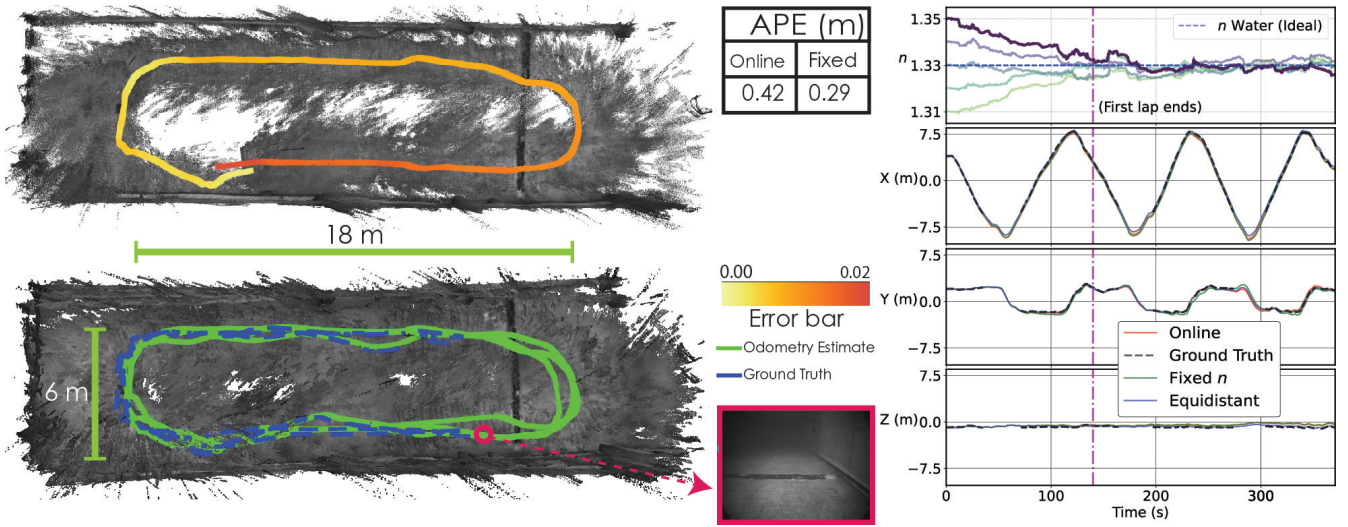 18 m
6 m
APE (m)
Online Fixed
0.42 0.29
0.00 0.02
Error bar
Odometry Estimate
Ground Truth
1.35
n
1.33
1.31
n Water (Ideal)
(First lap ends)
7.5
X (m) 0.0
−7.5
7.5
Y (m) 0.0
−7.5
Online
Ground Truth
Fixed n
Equidistant
7.5
Z (m) 0.0
−7.5
0 100 200 300
Time (s)